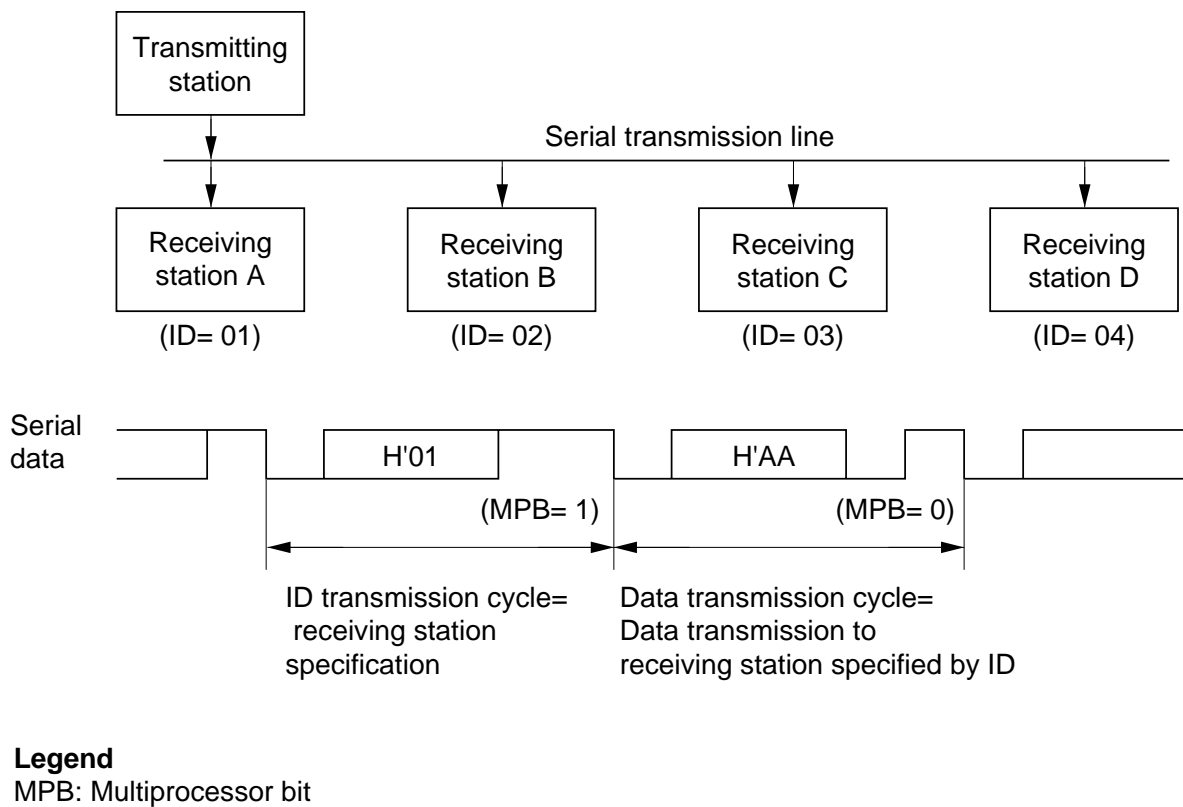 Transmitting
station
Serial transmission line
Receiving
station A
Receiving
station B
Receiving
station C
Receiving
station D
(ID= 01)
(ID= 02)
(ID= 03)
(ID= 04)
Serial
data
H'01
H'AA
(MPB= 1)
(MPB= 0)
ID transmission cycle=
receiving station
specification
Data transmission cycle=
Data transmission to
receiving station specified by ID
Legend
MPB: Multiprocessor bit